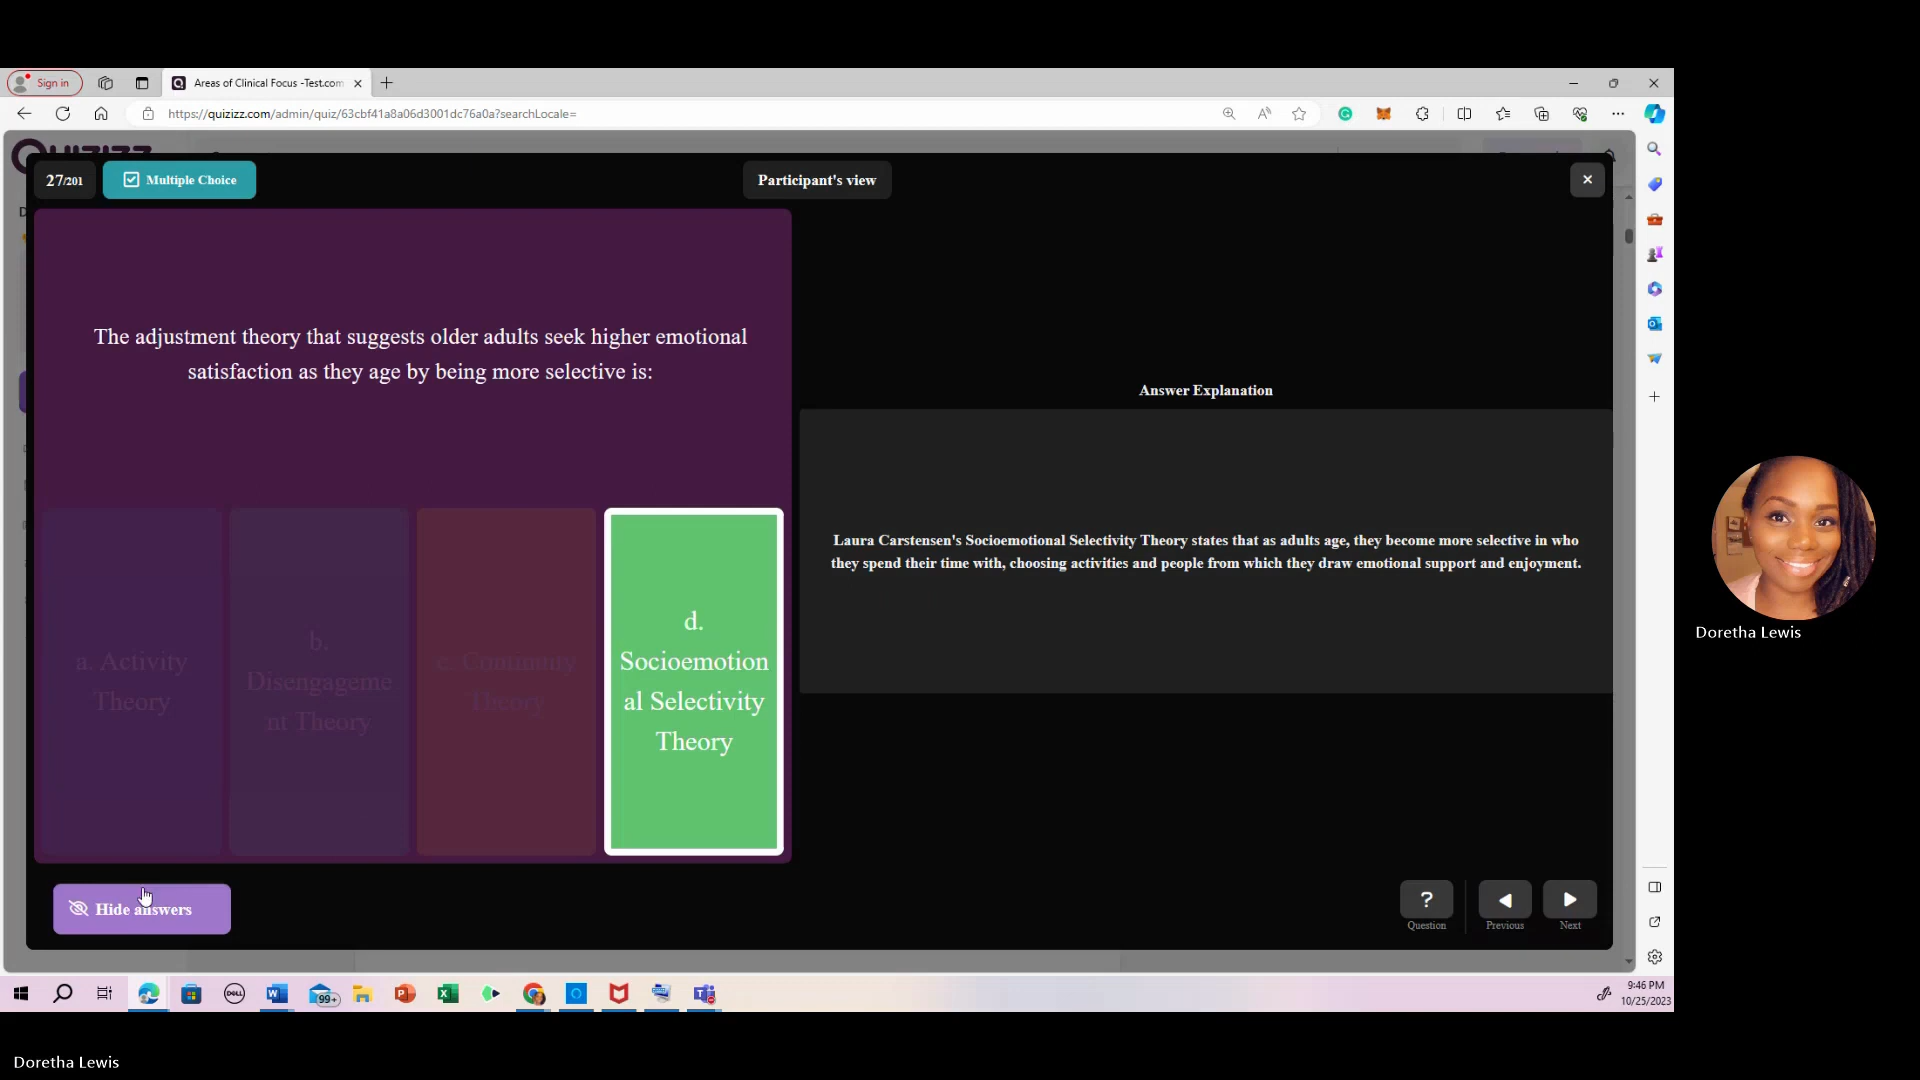 Sign in
Areas of Clinical Focus -Test.com
https://quizizz.com/admin/quiz/63cbf41a8a06d3001dc76a0a?searchLocale=
27/201
Multiple Choice
Participant's view
The adjustment theory that suggests older adults seek higher emotional
satisfaction as they age by being more selective is:
a. Activity
Theory
b.
Disengageme
nt Theory
c. Continuity
Theory
d.
Socioemotion
al Selectivity
Theory
Answer Explanation
Laura Carstensen's Socioemotional Selectivity Theory states that as adults age, they become more selective in who
they spend their time with, choosing activities and people from which they draw emotional support and enjoyment.
Hide answers
?
Question
Previous
Next
DELL
99+
9:46 PM
10/25/2023
Doretha Lewis
Doretha Lewis